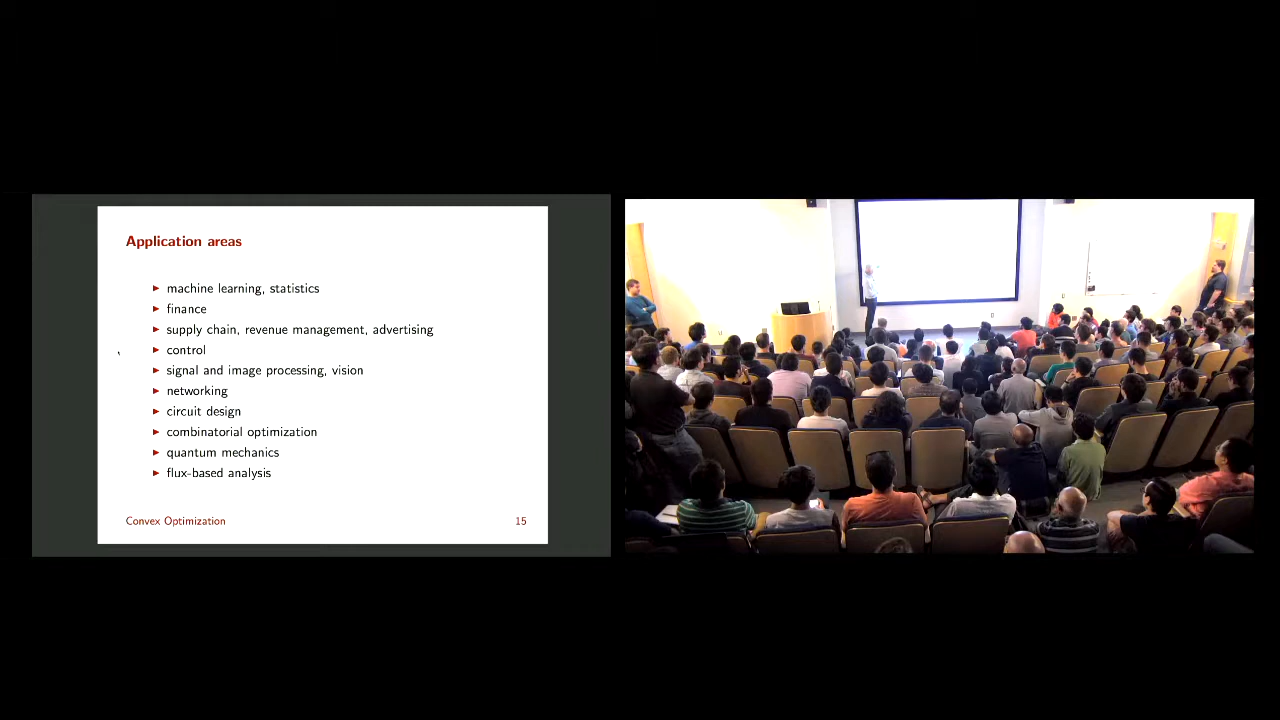 Application areas
▶ machine learning, statistics
▶ finance
▶ supply chain, revenue management, advertising
▶ control
▶ signal and image processing, vision
▶ networking
▶ circuit design
▶ combinatorial optimization
▶ quantum mechanics
▶ flux-based analysis
Convex Optimization 15